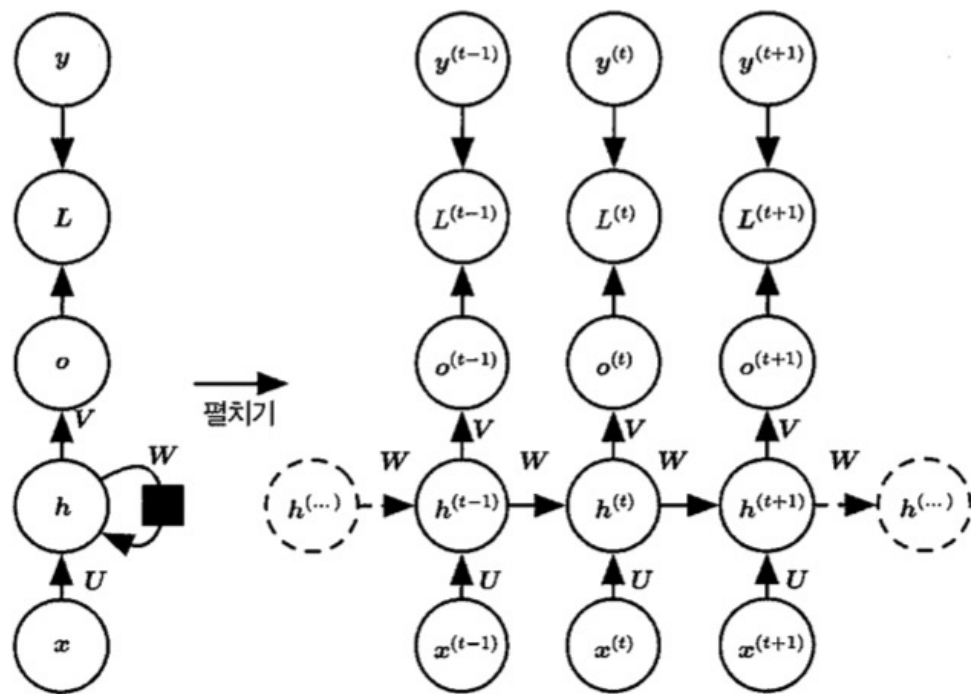 y y^(t−1) y^(t) y^(t+1)
L L^(t−1) L^(t) L^(t+1)
o o^(t−1) o^(t) o^(t+1)
펼치기
V V V V
W W W W W
h h^(...) h^(t−1) h^(t) h^(t+1) h^(...)
U U U U
x x^(t−1) x^(t) x^(t+1)